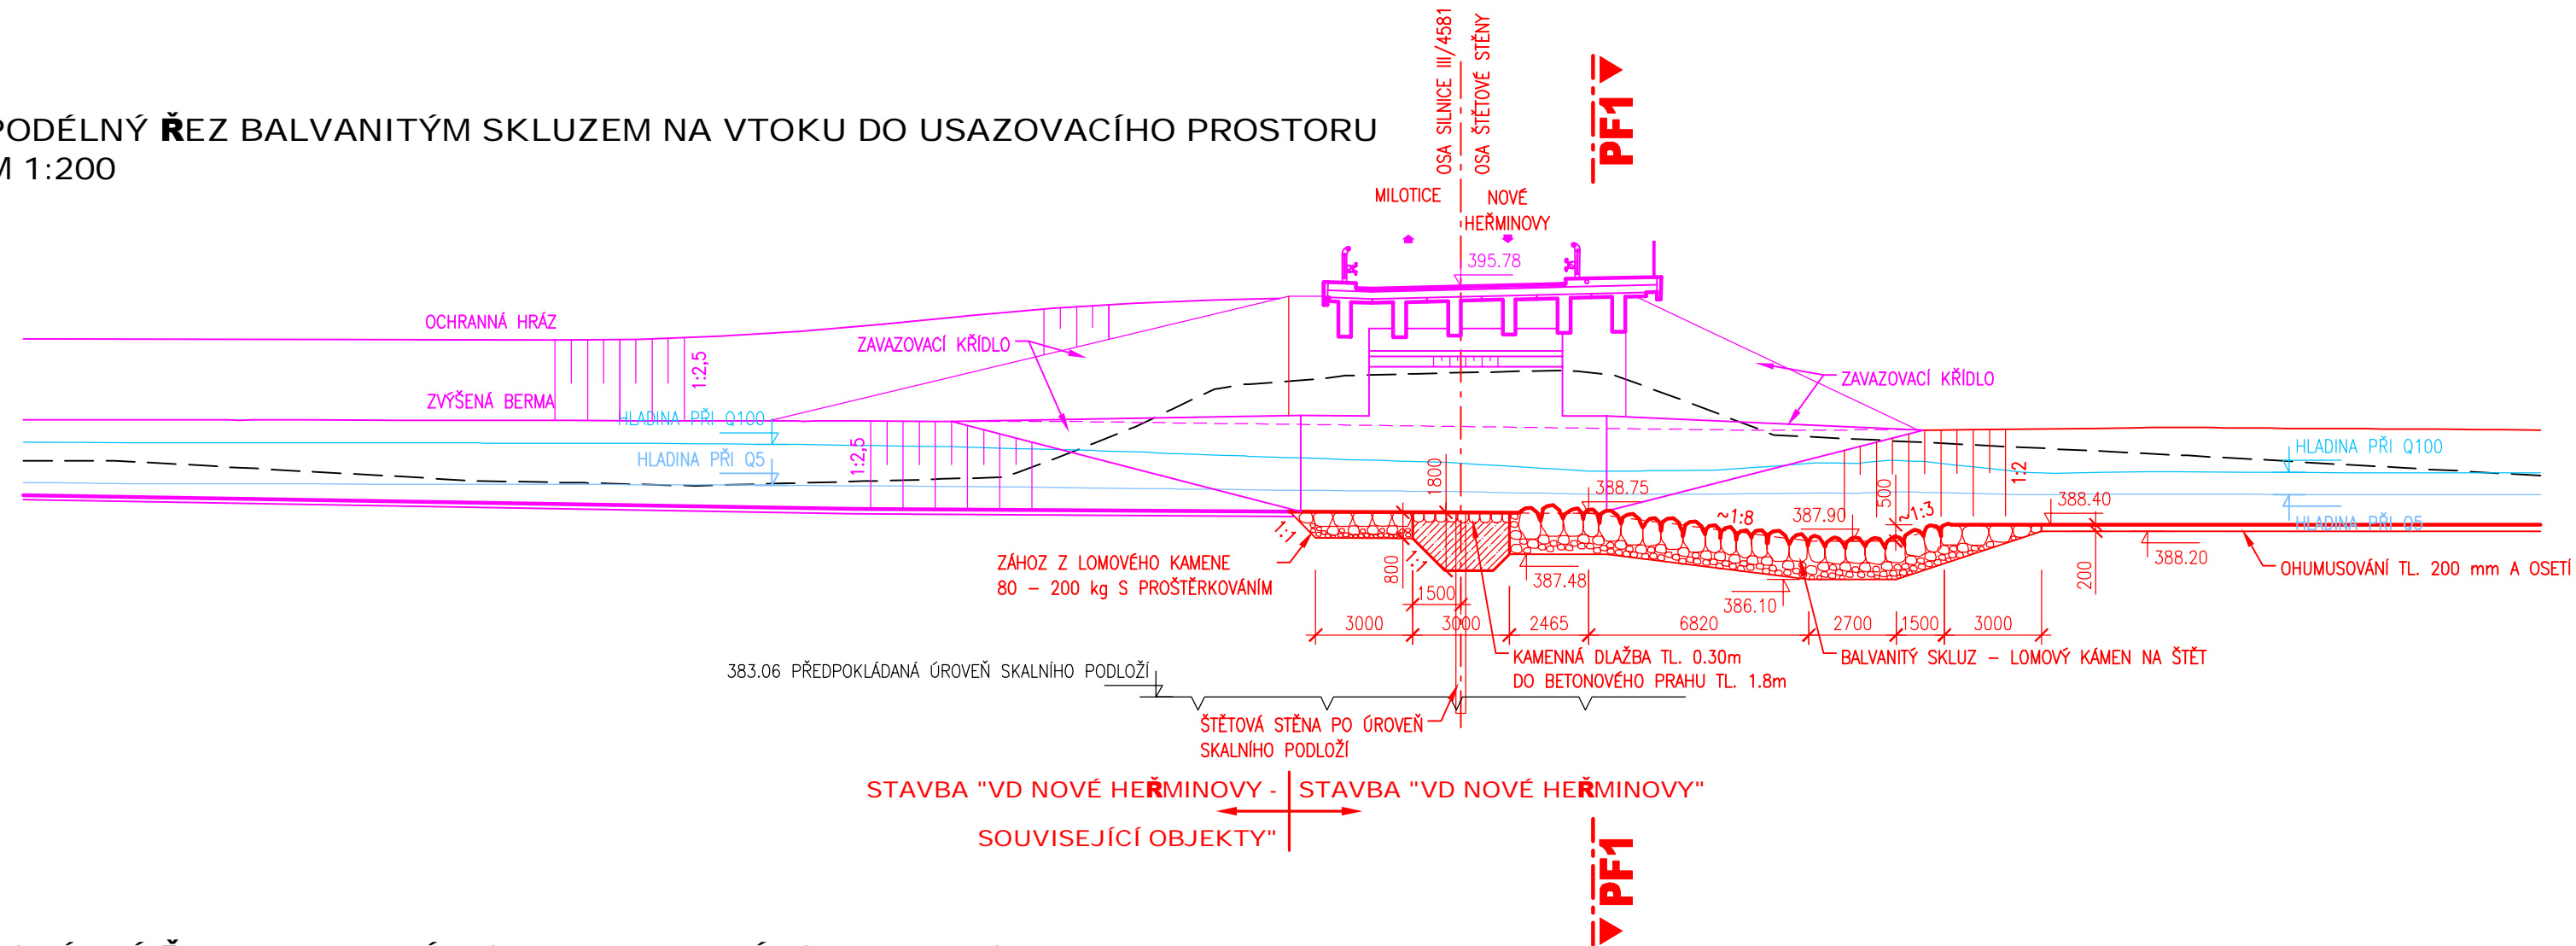 PODÉLNÝ ŘEZ BALVANITÝM SKLUZEM NA VTOKU DO USAZOVACÍHO PROSTORU
M 1:200
OSA SILNICE III/4581
OSA ŠTĚTOVÉ STĚNY
PF1
MILOTICE
NOVÉ
HEŘMINOVY
395.78
OCHRANNÁ HRÁZ
1:2,5
ZAVAZOVACÍ KŘÍDLO
ZAVAZOVACÍ KŘÍDLO
ZVÝŠENÁ BERMA
HLADINA PŘI Q100
HLADINA PŘI Q5
1:2,5
1800
388.75
500
1:2
HLADINA PŘI Q100
388.40
HLADINA PŘI Q5
~1:8
387.90
~1:3
388.20
200
OHUMUSOVÁNÍ TL. 200 mm A OSETÍ
1:1
ZÁHOZ Z LOMOVÉHO KAMENE
80 – 200 kg S PROŠTĚRKOVÁNÍM
800
1:1
387.48
1500
386.10
3000
3000
2465
6820
2700
1500
3000
KAMENNÁ DLAŽBA TL. 0.30m
DO BETONOVÉHO PRAHU TL. 1.8m
BALVANITÝ SKLUZ – LOMOVÝ KÁMEN NA ŠTĚT
383.06 PŘEDPOKLÁDANÁ ÚROVEŇ SKALNÍHO PODLOŽÍ
ŠTĚTOVÁ STĚNA PO ÚROVEŇ
SKALNÍHO PODLOŽÍ
STAVBA "VD NOVÉ HEŘMINOVY -
SOUVISEJÍCÍ OBJEKTY"
STAVBA "VD NOVÉ HEŘMINOVY"
PF1